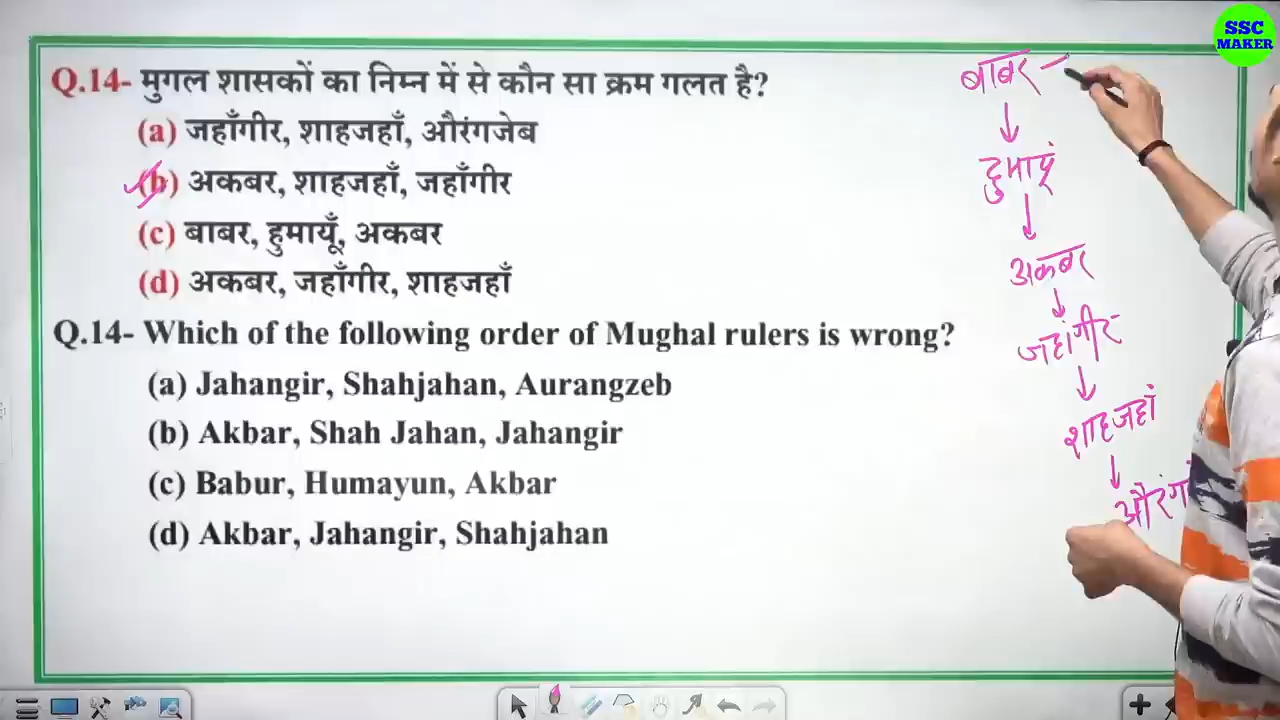 SSC
MAKER
Q.14- मुगल शासकों का निम्न में से कौन सा क्रम गलत है?
(a) जहाँगीर, शाहजहाँ, औरंगजेब
(b) अकबर, शाहजहाँ, जहाँगीर
(c) बाबर, हुमायूँ, अकबर
(d) अकबर, जहाँगीर, शाहजहाँ
Q.14- Which of the following order of Mughal rulers is wrong?
(a) Jahangir, Shahjahan, Aurangzeb
(b) Akbar, Shah Jahan, Jahangir
(c) Babur, Humayun, Akbar
(d) Akbar, Jahangir, Shahjahan
बाबर -
हुमायूं
अकबर
जहांगीर
शाहजहां